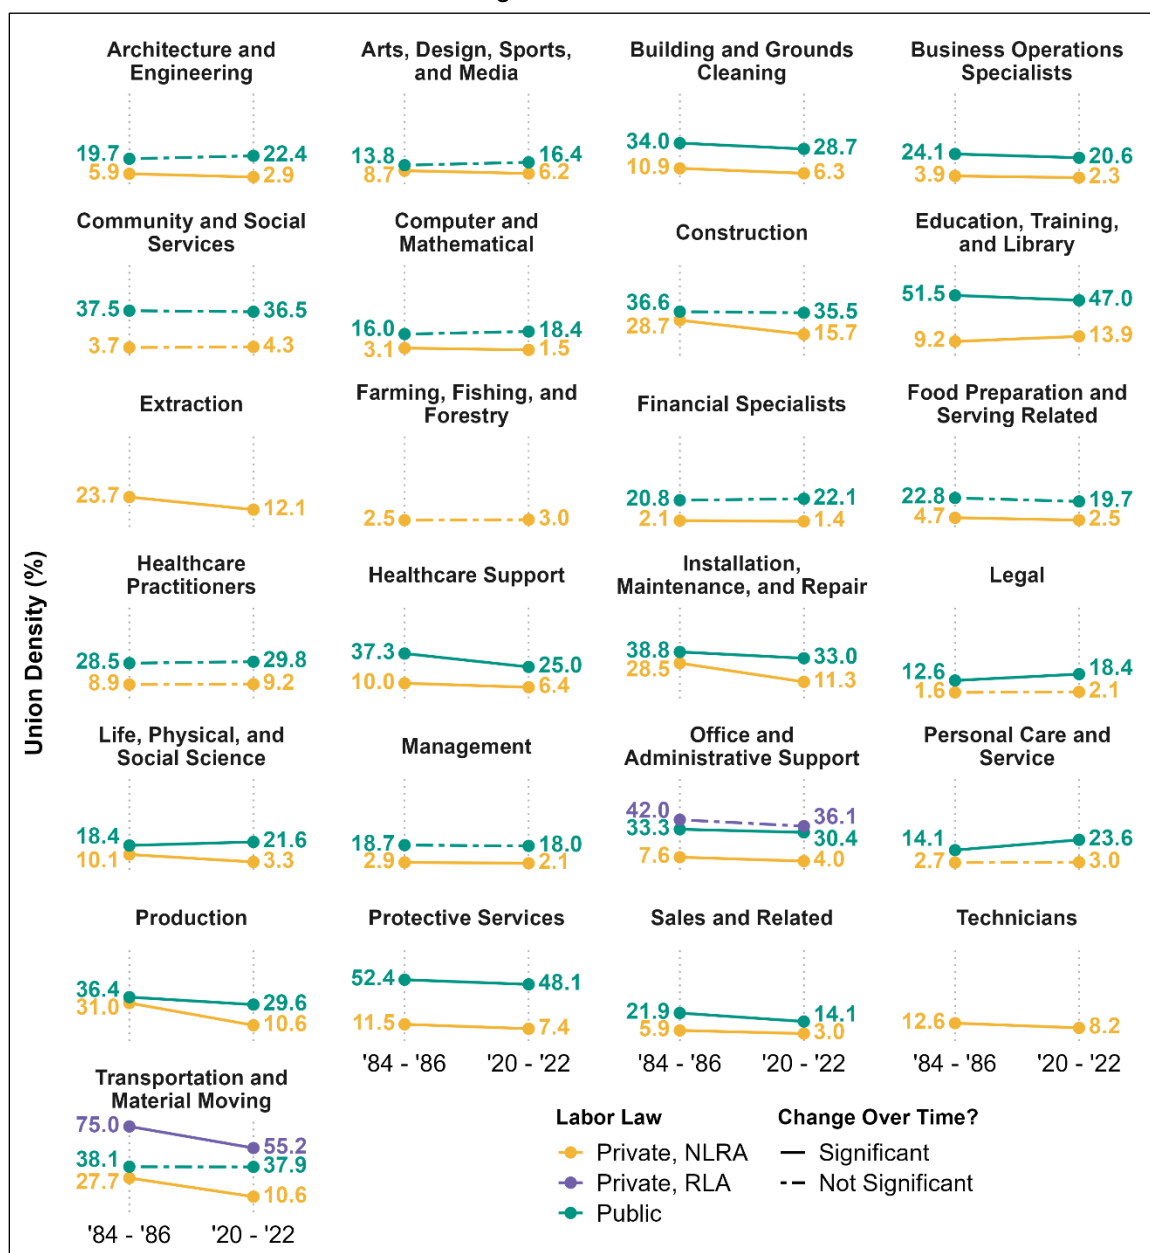 Union Density (%)
Architecture and
Engineering
19.7
22.4
5.9
2.9
Arts, Design, Sports,
and Media
13.8
16.4
8.7
6.2
Building and Grounds
Cleaning
34.0
28.7
10.9
6.3
Business Operations
Specialists
24.1
20.6
3.9
2.3
Community and Social
Services
37.5
36.5
3.7
4.3
Computer and
Mathematical
16.0
18.4
3.1
1.5
Construction
36.6
35.5
28.7
15.7
Education, Training,
and Library
51.5
47.0
9.2
13.9
Extraction
23.7
12.1
Farming, Fishing, and
Forestry
2.5
3.0
Financial Specialists
20.8
22.1
2.1
1.4
Food Preparation and
Serving Related
22.8
19.7
4.7
2.5
Healthcare
Practitioners
28.5
29.8
8.9
9.2
Healthcare Support
37.3
25.0
10.0
6.4
Installation,
Maintenance, and Repair
38.8
33.0
28.5
11.3
Legal
12.6
18.4
1.6
2.1
Life, Physical, and
Social Science
18.4
21.6
10.1
3.3
Management
18.7
18.0
2.9
2.1
Office and
Administrative Support
42.0
36.1
33.3
30.4
7.6
4.0
Personal Care and
Service
14.1
23.6
2.7
3.0
Production
36.4
29.6
31.0
10.6
Protective Services
52.4
48.1
11.5
7.4
'84 - '86
'20 - '22
Sales and Related
21.9
14.1
5.9
3.0
'84 - '86
'20 - '22
Technicians
12.6
8.2
'84 - '86
'20 - '22
Transportation and
Material Moving
75.0
55.2
38.1
37.9
27.7
10.6
'84 - '86
'20 - '22
Labor Law
Private, NLRA
Private, RLA
Public
Change Over Time?
Significant
Not Significant